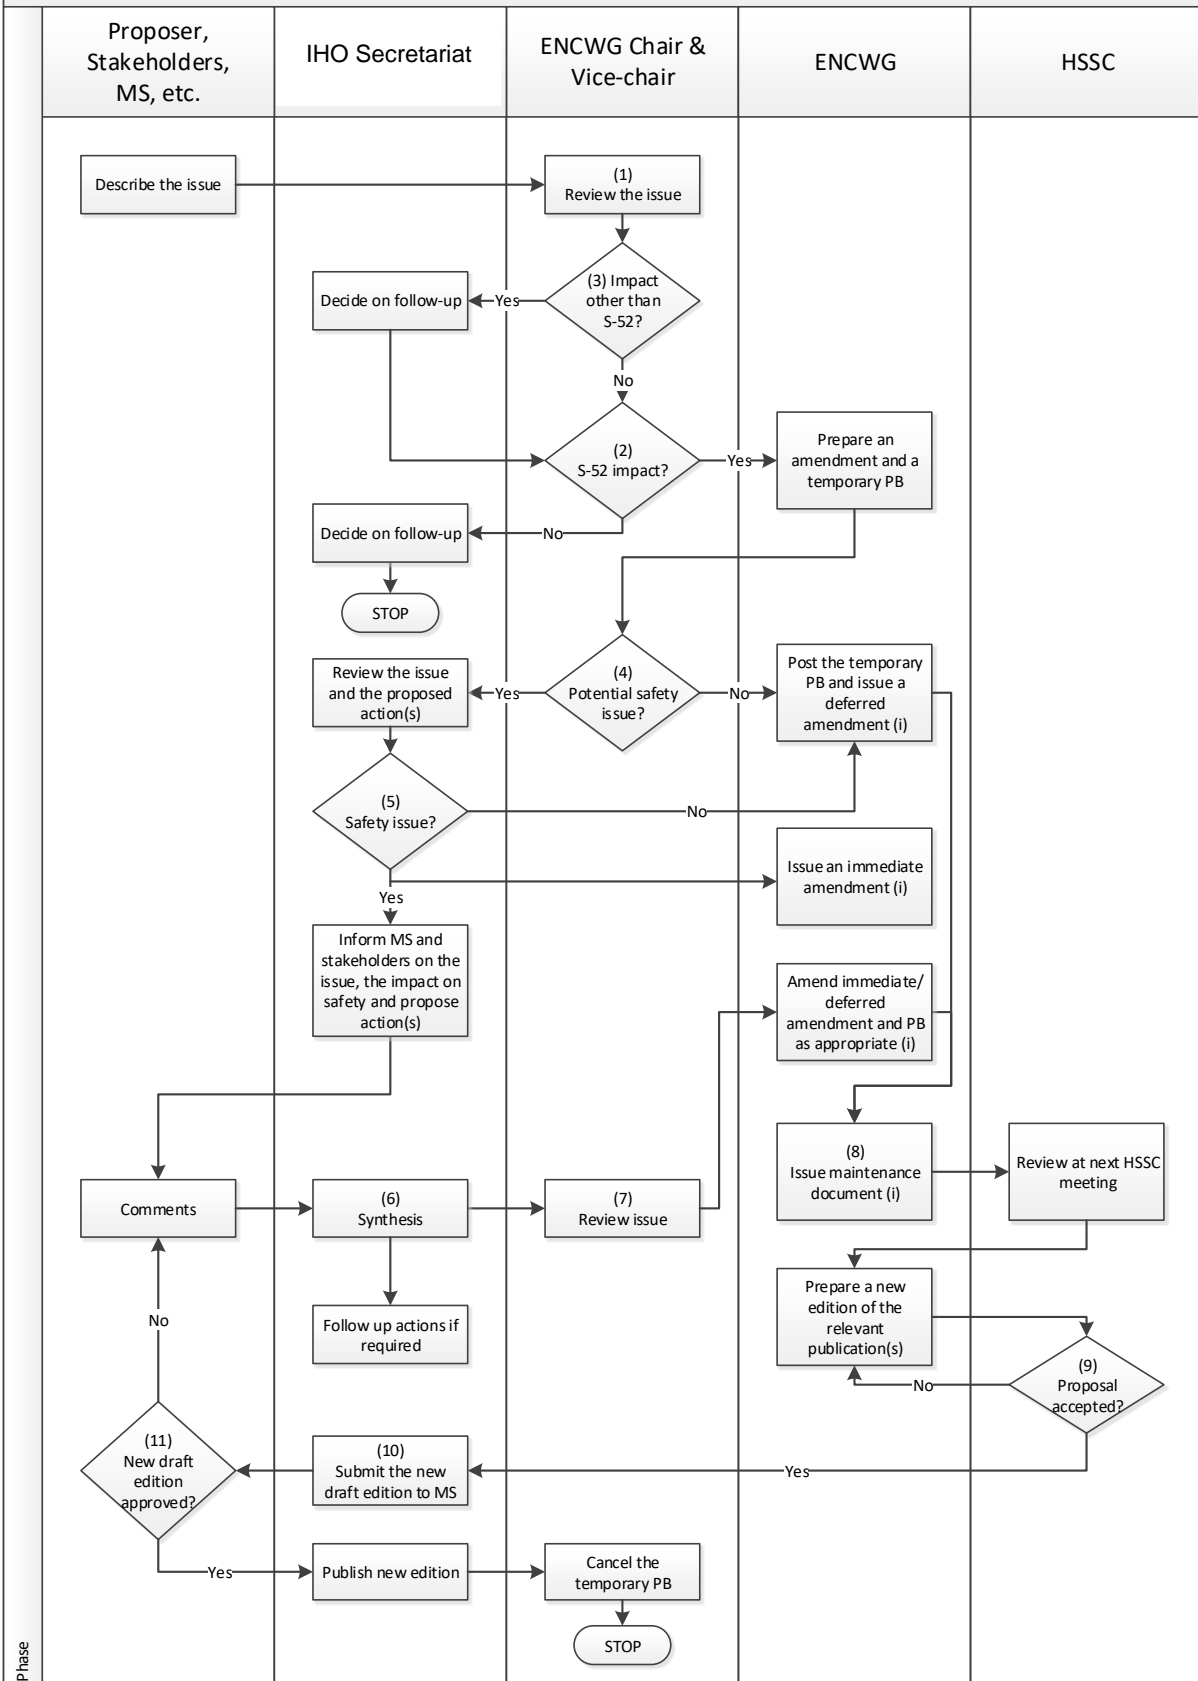 Proposer,
Stakeholders,
MS, etc.
IHO Secretariat
ENCWG Chair &
Vice-chair
ENCWG
HSSC
Describe the issue
(1)
Review the issue
(3) Impact
other than
S-52?
Yes
Decide on follow-up
No
(2)
S-52 impact?
Yes
Prepare an
amendment and a
temporary PB
No
Decide on follow-up
STOP
(4)
Potential safety
issue?
Yes
Review the issue
and the proposed
action(s)
No
Post the temporary
PB and issue a
deferred
amendment (i)
(5)
Safety issue?
No
Yes
Issue an immediate
amendment (i)
Inform MS and
stakeholders on the
issue, the impact on
safety and propose
action(s)
Amend immediate/
deferred
amendment and PB
as appropriate (i)
Comments
(6)
Synthesis
(7)
Review issue
(8)
Issue maintenance
document (i)
Review at next HSSC
meeting
Follow up actions if
required
Prepare a new
edition of the
relevant
publication(s)
(9)
Proposal
accepted?
No
Yes
(10)
Submit the new
draft edition to MS
(11)
New draft
edition
approved?
No
Yes
Publish new edition
Cancel the
temporary PB
STOP
Phase